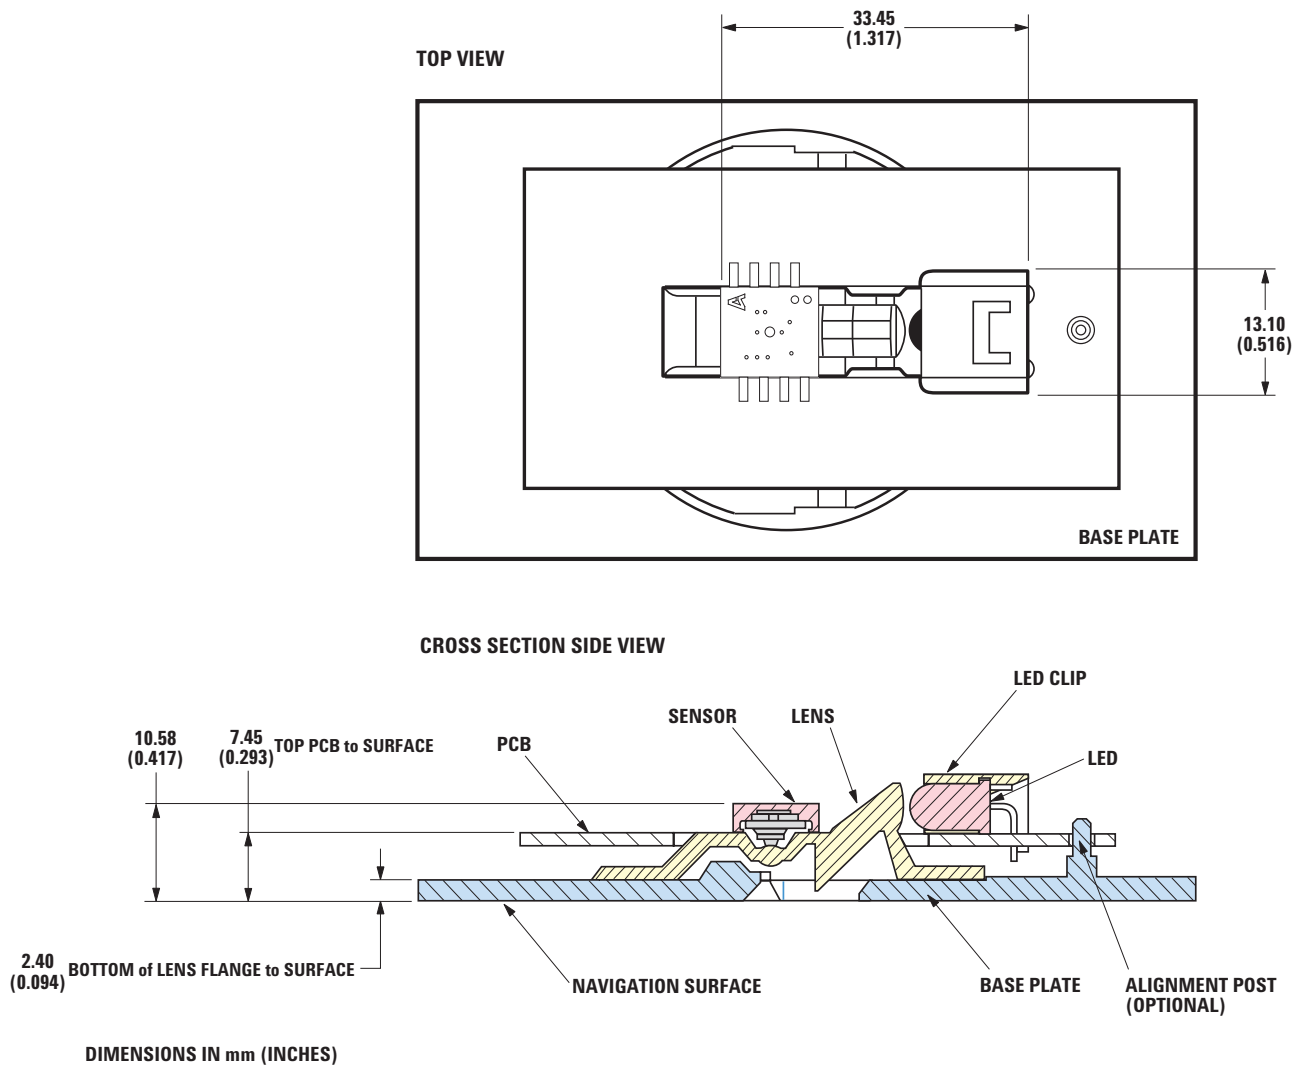 33.45
(1.317)
TOP VIEW
A
13.10
(0.516)
BASE PLATE
CROSS SECTION SIDE VIEW
LED CLIP
SENSOR
LENS
10.58
(0.417)
7.45
(0.293)
TOP PCB to SURFACE
PCB
LED
2.40
(0.094)
BOTTOM of LENS FLANGE to SURFACE
NAVIGATION SURFACE
BASE PLATE
ALIGNMENT POST
(OPTIONAL)
DIMENSIONS IN mm (INCHES)